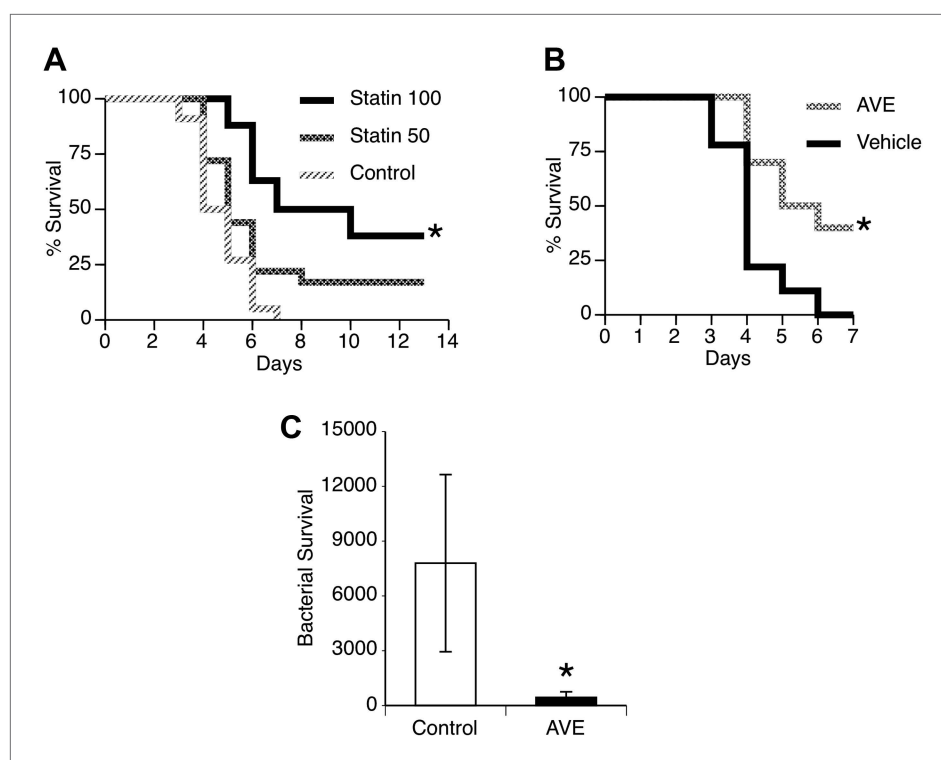 A
100
75
50
25
0
% Survival
0 2 4 6 8 10 12 14
Days
Statin 100
Statin 50
Control
*
B
100
75
50
25
0
% Survival
0 1 2 3 4 5 6 7
Days
AVE
Vehicle
*
C
15000
12000
9000
6000
3000
0
Bacterial Survival
*
Control AVE